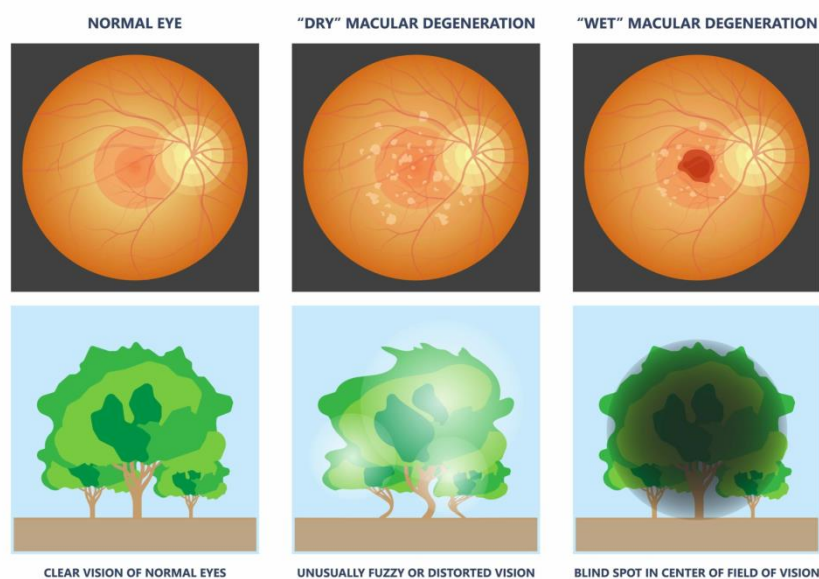 NORMAL EYE
"DRY" MACULAR DEGENERATION
"WET" MACULAR DEGENERATION
CLEAR VISION OF NORMAL EYES
UNUSUALLY FUZZY OR DISTORTED VISION
BLIND SPOT IN CENTER OF FIELD OF VISION